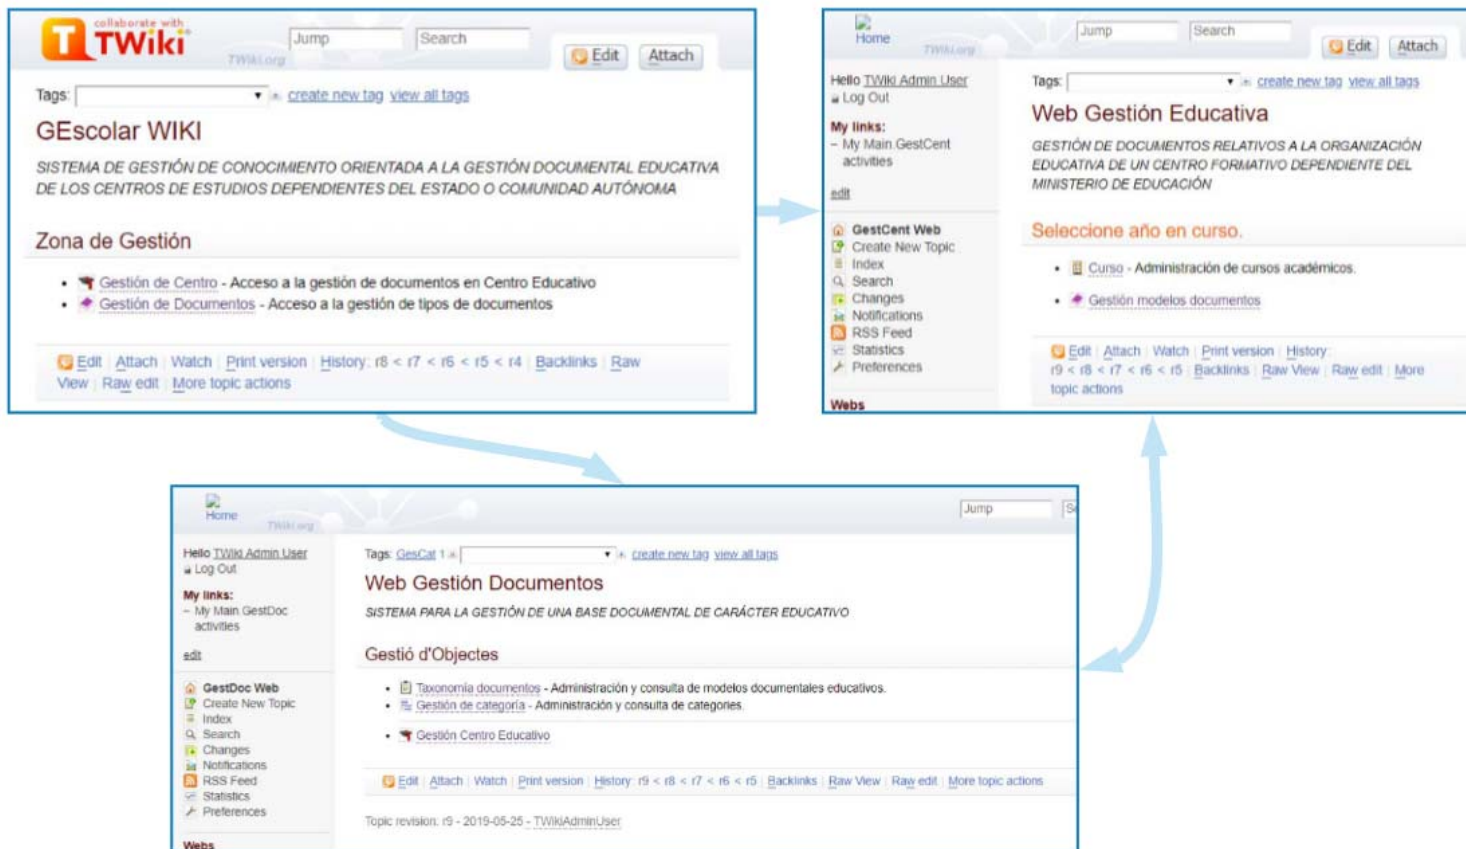 collaborate with
TWiki
TWiki.org
Jump
Search
Edit
Attach
Tags:
create new tag view all tags
GEscolar WIKI
SISTEMA DE GESTIÓN DE CONOCIMIENTO ORIENTADA A LA GESTIÓN DOCUMENTAL EDUCATIVA
DE LOS CENTROS DE ESTUDIOS DEPENDIENTES DEL ESTADO O COMUNIDAD AUTÓNOMA
Zona de Gestión
Gestión de Centro - Acceso a la gestión de documentos en Centro Educativo
Gestión de Documentos - Acceso a la gestión de tipos de documentos
Edit | Attach | Watch | Print version | History: r8 < r7 < r6 < r5 < r4 | Backlinks | Raw
View | Raw edit | More topic actions
Home
TWiki.org
Jump
Search
Edit
Attach
Hello TWiki Admin User
Log Out
My links:
– My Main.GestCent
activities
edit
GestCent Web
Create New Topic
Index
Search
Changes
Notifications
RSS Feed
Statistics
Preferences
Webs
Tags:
create new tag view all tags
Web Gestión Educativa
GESTIÓN DE DOCUMENTOS RELATIVOS A LA ORGANIZACIÓN
EDUCATIVA DE UN CENTRO FORMATIVO DEPENDIENTE DEL
MINISTERIO DE EDUCACIÓN
Seleccione año en curso.
Curso - Administración de cursos académicos.
Gestión modelos documentos
Edit | Attach | Watch | Print version | History:
r9 < r8 < r7 < r6 < r5 | Backlinks | Raw View | Raw edit | More
topic actions
Home
TWiki.org
Jump
Hello TWiki Admin User
Log Out
My links:
– My Main.GestDoc
activities
edit
GestDoc Web
Create New Topic
Index
Search
Changes
Notifications
RSS Feed
Statistics
Preferences
Webs
Tags: GesCat 1
create new tag view all tags
Web Gestión Documentos
SISTEMA PARA LA GESTIÓN DE UNA BASE DOCUMENTAL DE CARÁCTER EDUCATIVO
Gestió d'Objectes
Taxonomía documentos - Administración y consulta de modelos documentales educativos.
Gestión de categoría - Administración y consulta de categories.
Gestión Centro Educativo
Edit | Attach | Watch | Print version | History: r9 < r8 < r7 < r6 < r5 | Backlinks | Raw View | Raw edit | More topic actions
Topic revision: r9 - 2019-05-25 - TWikiAdminUser